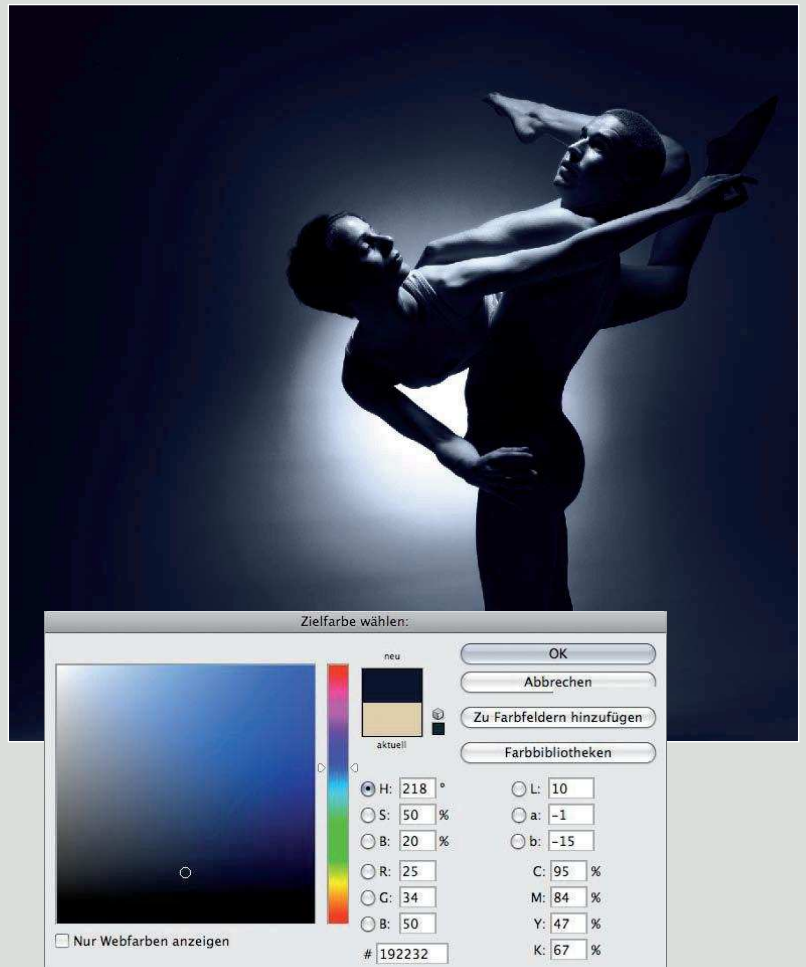 Zielfarbe wählen:
neu
aktuell
OK
Abbrechen
Zu Farbfeldern hinzufügen
Farbbibliotheken
H: 218 °
S: 50 %
B: 20 %
R: 25
G: 34
B: 50
# 192232
L: 10
a: -1
b: -15
C: 95 %
M: 84 %
Y: 47 %
K: 67 %
Nur Webfarben anzeigen